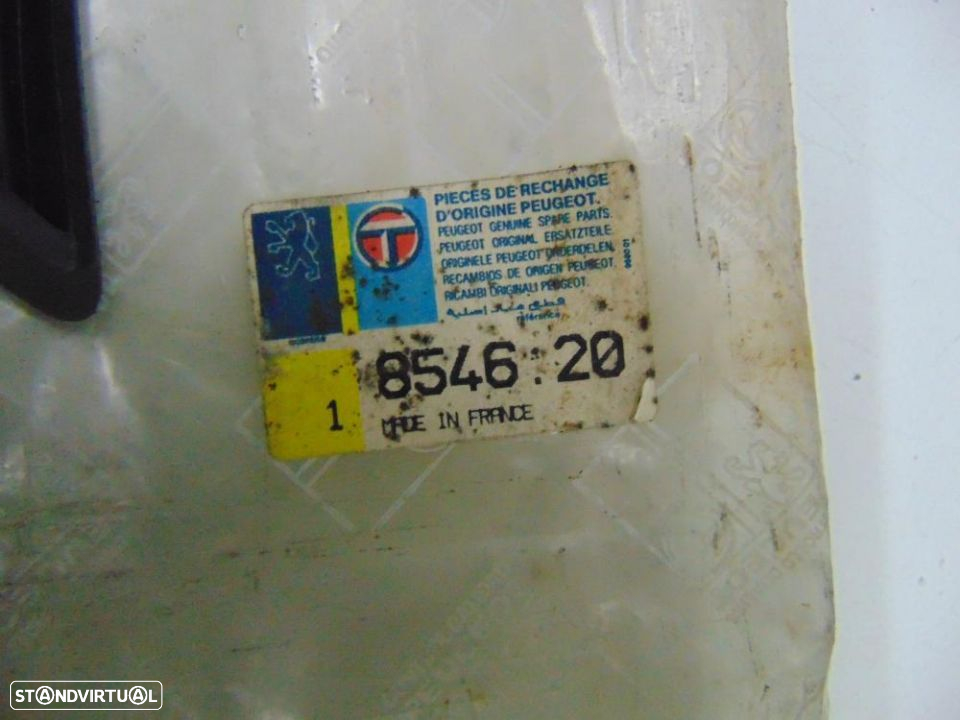 PIECES DE RECHANGE
D'ORIGINE PEUGEOT.
PEUGEOT GENUINE SPARE PARTS.
PEUGEOT ORIGINAL ERSATZTEILE.
ORIGINELE PEUGEOT ONDERDELEN.
RECAMBIOS DE ORIGEN PEUGEOT.
RICAMBI ORIGINALI PEUGEOT.
référence
8546.20
1
MADE IN FRANCE
STANDVIRTUAL